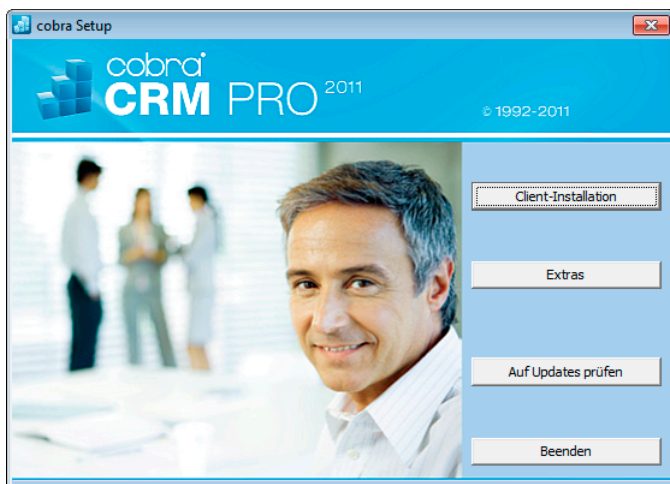 cobra Setup
cobra
CRM PRO 2011
© 1992-2011
Client-Installation
Extras
Auf Updates prüfen
Beenden